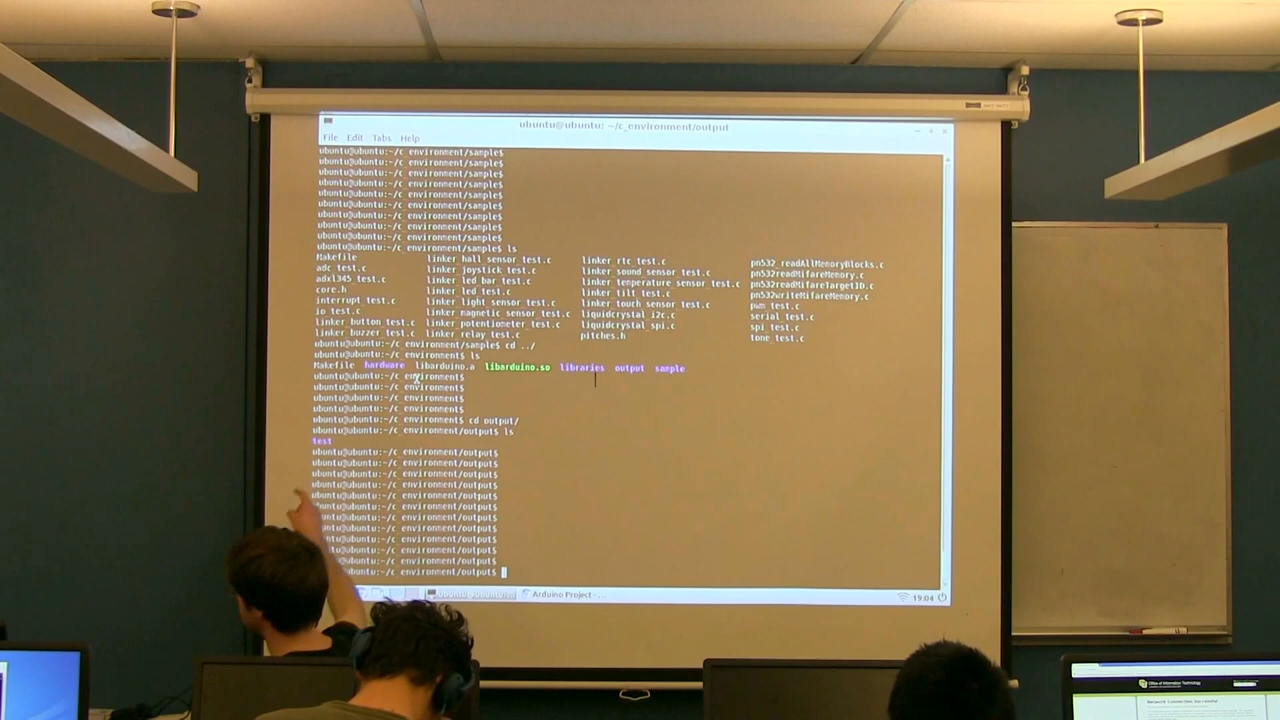 ubuntu@ubuntu: ~/c_environment/output
File Edit Tabs Help
ubuntu@ubuntu:~/c_environment/sample$
ubuntu@ubuntu:~/c_environment/sample$
ubuntu@ubuntu:~/c_environment/sample$
ubuntu@ubuntu:~/c_environment/sample$
ubuntu@ubuntu:~/c_environment/sample$
ubuntu@ubuntu:~/c_environment/sample$
ubuntu@ubuntu:~/c_environment/sample$
ubuntu@ubuntu:~/c_environment/sample$
ubuntu@ubuntu:~/c_environment/sample$
ubuntu@ubuntu:~/c_environment/sample$ ls
Makefile linker_hall_sensor_test.c linker_rtc_test.c pn532_readAllMemoryBlocks.c
adc_test.c linker_joystick_test.c linker_sound_sensor_test.c pn532readMifareMemory.c
adxl345_test.c linker_led_bar_test.c linker_temperature_sensor_test.c pn532readMifareTargetID.c
core.h linker_led_test.c linker_tilt_test.c pn532writeMifareMemory.c
interrupt_test.c linker_light_sensor_test.c linker_touch_sensor_test.c pwm_test.c
io_test.c linker_magnetic_sensor_test.c liquidcrystal_i2c.c serial_test.c
linker_button_test.c linker_potentiometer_test.c liquidcrystal_spi.c spi_test.c
linker_buzzer_test.c linker_relay_test.c pitches.h tone_test.c
ubuntu@ubuntu:~/c_environment/sample$ cd ../
ubuntu@ubuntu:~/c_environment$ ls
Makefile hardware libarduino.a libarduino.so libraries output sample
ubuntu@ubuntu:~/c_environment$
ubuntu@ubuntu:~/c_environment$
ubuntu@ubuntu:~/c_environment$
ubuntu@ubuntu:~/c_environment$
ubuntu@ubuntu:~/c_environment$ cd output/
ubuntu@ubuntu:~/c_environment/output$ ls
test
ubuntu@ubuntu:~/c_environment/output$
ubuntu@ubuntu:~/c_environment/output$
ubuntu@ubuntu:~/c_environment/output$
ubuntu@ubuntu:~/c_environment/output$
ubuntu@ubuntu:~/c_environment/output$
ubuntu@ubuntu:~/c_environment/output$
ubuntu@ubuntu:~/c_environment/output$
ubuntu@ubuntu:~/c_environment/output$
ubuntu@ubuntu:~/c_environment/output$
ubuntu@ubuntu:~/c_environment/output$
ubuntu@ubuntu:~/c_environment/output$
ubuntu@ubuntu:~/c_environment/output$
Arduino Project - ...
19:04
Office of Information Technology